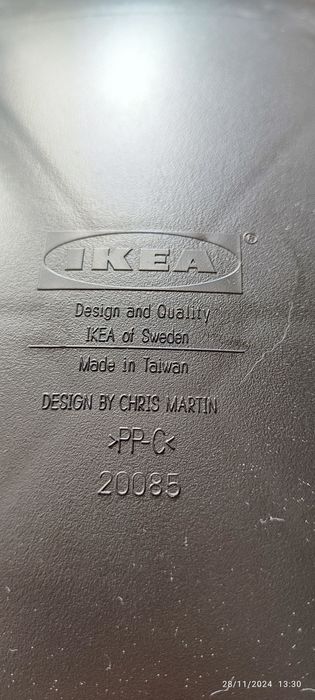 IKEA®
Design and Quality
IKEA of Sweden
Made in Taiwan
DESIGN BY CHRIS MARTIN
>PP-C<
20085
28/11/2024 13:30